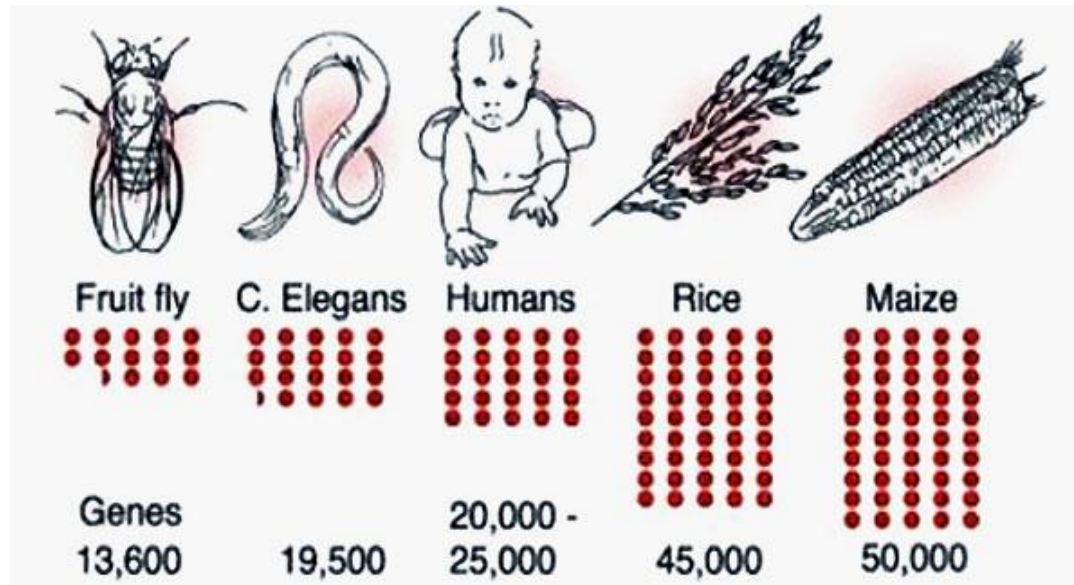 Fruit fly
C. Elegans
Humans
Rice
Maize
Genes
13,600
19,500
20,000 -
25,000
45,000
50,000